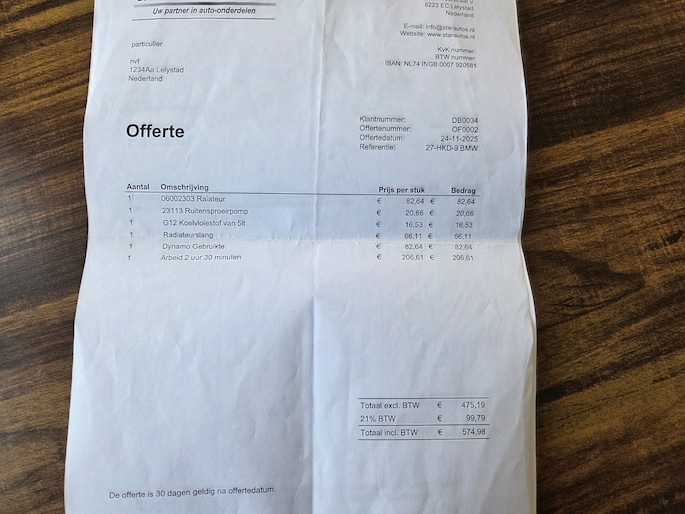 Uw partner in auto-onderdelen
8223 EC Lelystad
Nederland
E-mail: info@starautos.nl
Website: www.starautos.nl
KvK nummer:
BTW nummer:
IBAN: NL74 INGB 0007 920581
particulier
nvt
1234Aa Lelystad
Nederland
Offerte
Klantnummer: DB0034
Offertenummer: OF0002
Offertedatum: 24-11-2025
Referentie: 27-HKD-9 BMW
Aantal Omschrijving Prijs per stuk Bedrag
1 06002303 Raiateur € 82,64 € 82,64
1 23113 Ruitensproeirpomp € 20,66 € 20,66
1 G12 Koelvloiestof van 5lt € 16,53 € 16,53
1 Radiateurslang € 66,11 € 66,11
1 Dynamo Gebruikte € 82,64 € 82,64
1 Arbeid 2 uur 30 minuten € 206,61 € 206,61
Totaal excl. BTW € 475,19
21% BTW € 99,79
Totaal incl. BTW € 574,98
De offerte is 30 dagen geldig na offertedatum.